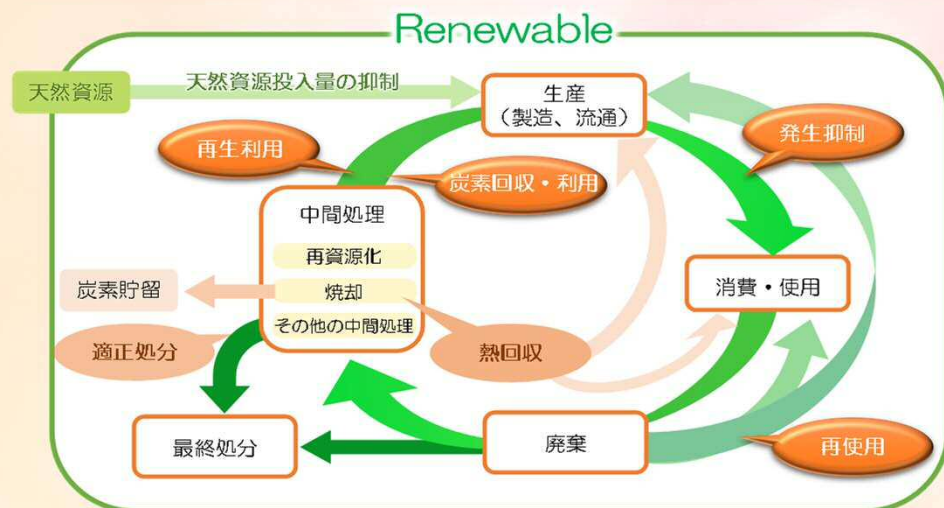 Renewable
天然資源
天然資源投入量の抑制
生産
（製造、流通）
再生利用
発生抑制
炭素回収・利用
中間処理
再資源化
焼却
その他の中間処理
炭素貯留
消費・使用
適正処分
熱回収
最終処分
廃棄
再使用